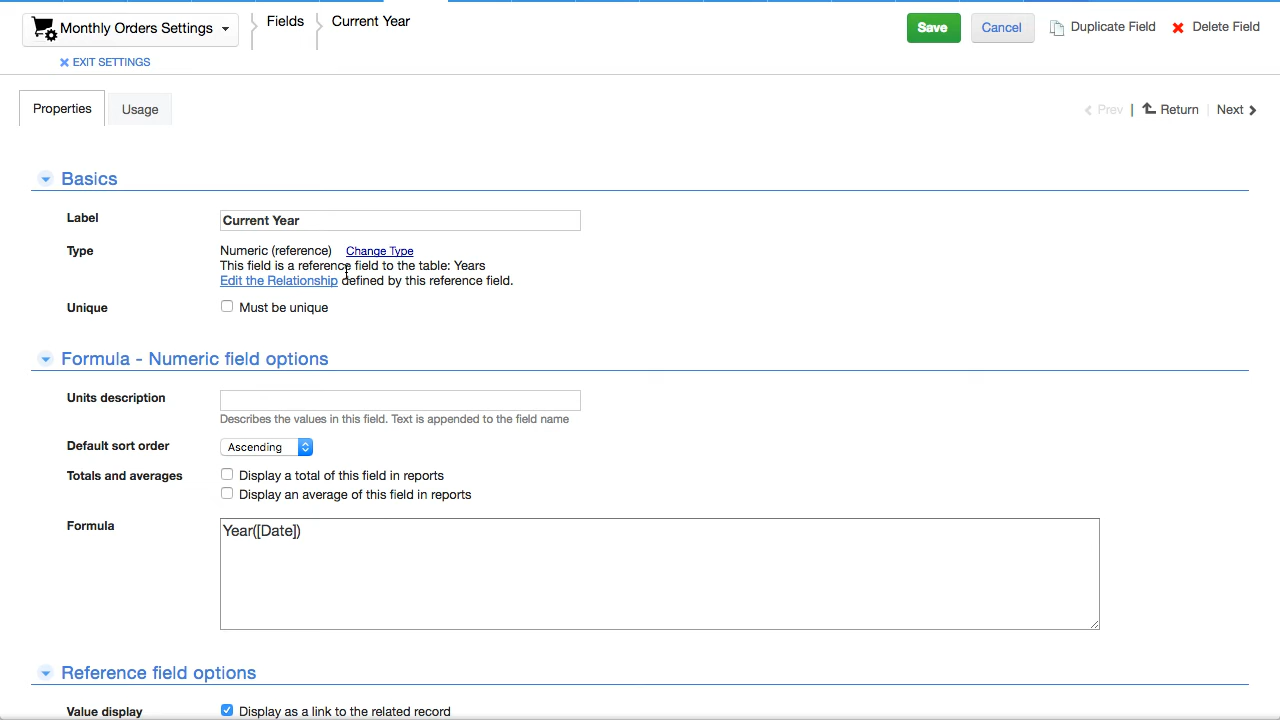 Monthly Orders Settings
Fields
Current Year
Save
Cancel
Duplicate Field
Delete Field
EXIT SETTINGS
Properties
Usage
Prev | Return | Next
Basics
Label
Current Year
Type
Numeric (reference) Change Type
This field is a reference field to the table: Years
Edit the Relationship defined by this reference field.
Unique
Must be unique
Formula - Numeric field options
Units description
Describes the values in this field. Text is appended to the field name
Default sort order
Ascending
Totals and averages
Display a total of this field in reports
Display an average of this field in reports
Formula
Year([Date])
Reference field options
Value display
Display as a link to the related record